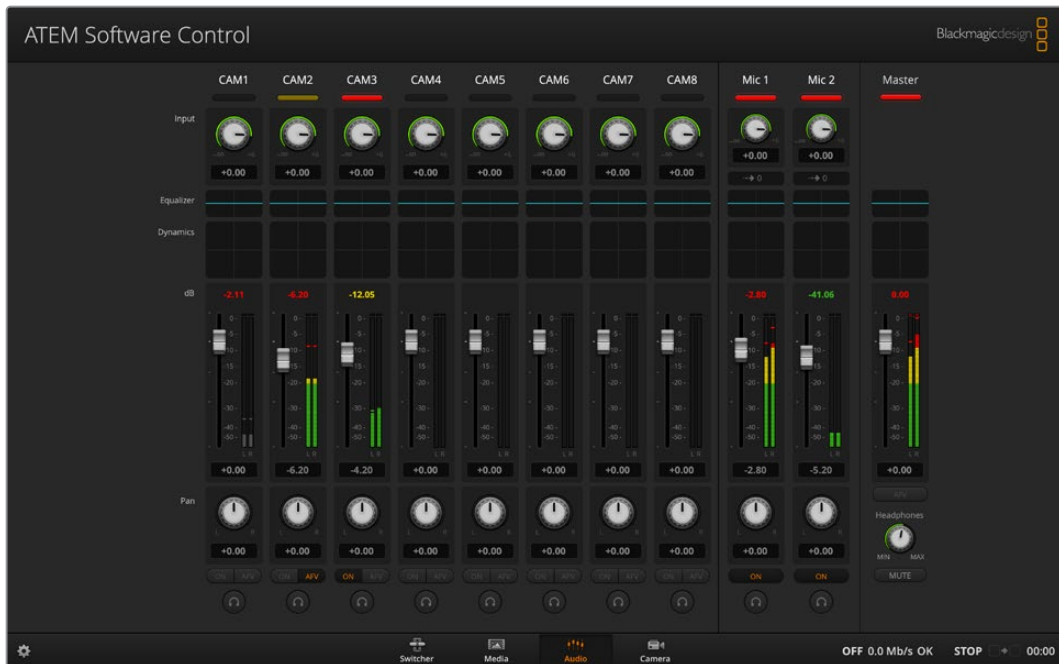 ATEM Software Control
Blackmagicdesign
CAM1 CAM2 CAM3 CAM4 CAM5 CAM6 CAM7 CAM8 Mic 1 Mic 2 Master
Input
+0.00 +0.00
+0.00 +0.00 +0.00 +0.00 +0.00 +0.00 +0.00 +0.00
Equalizer
Dynamics
dB -2.11 -6.20 -12.05 -2.80 -41.06 0.00
L R L R L R L R L R L R L R L R L R L R L R
+0.00 -6.20 -4.20 +0.00 +0.00 +0.00 +0.00 +0.00 -2.80 -5.20 +0.00
Pan
AFV
Headphones
L R L R L R L R L R L R L R L R L R L R
+0.00 +0.00 +0.00 +0.00 +0.00 +0.00 +0.00 +0.00 +0.00 +0.00
MIN MAX
ON AFV ON AFV ON AFV ON AFV ON AFV ON AFV ON AFV ON AFV ON ON MUTE
Switcher Media Audio Camera
OFF 0.0 Mb/s OK STOP 00:00